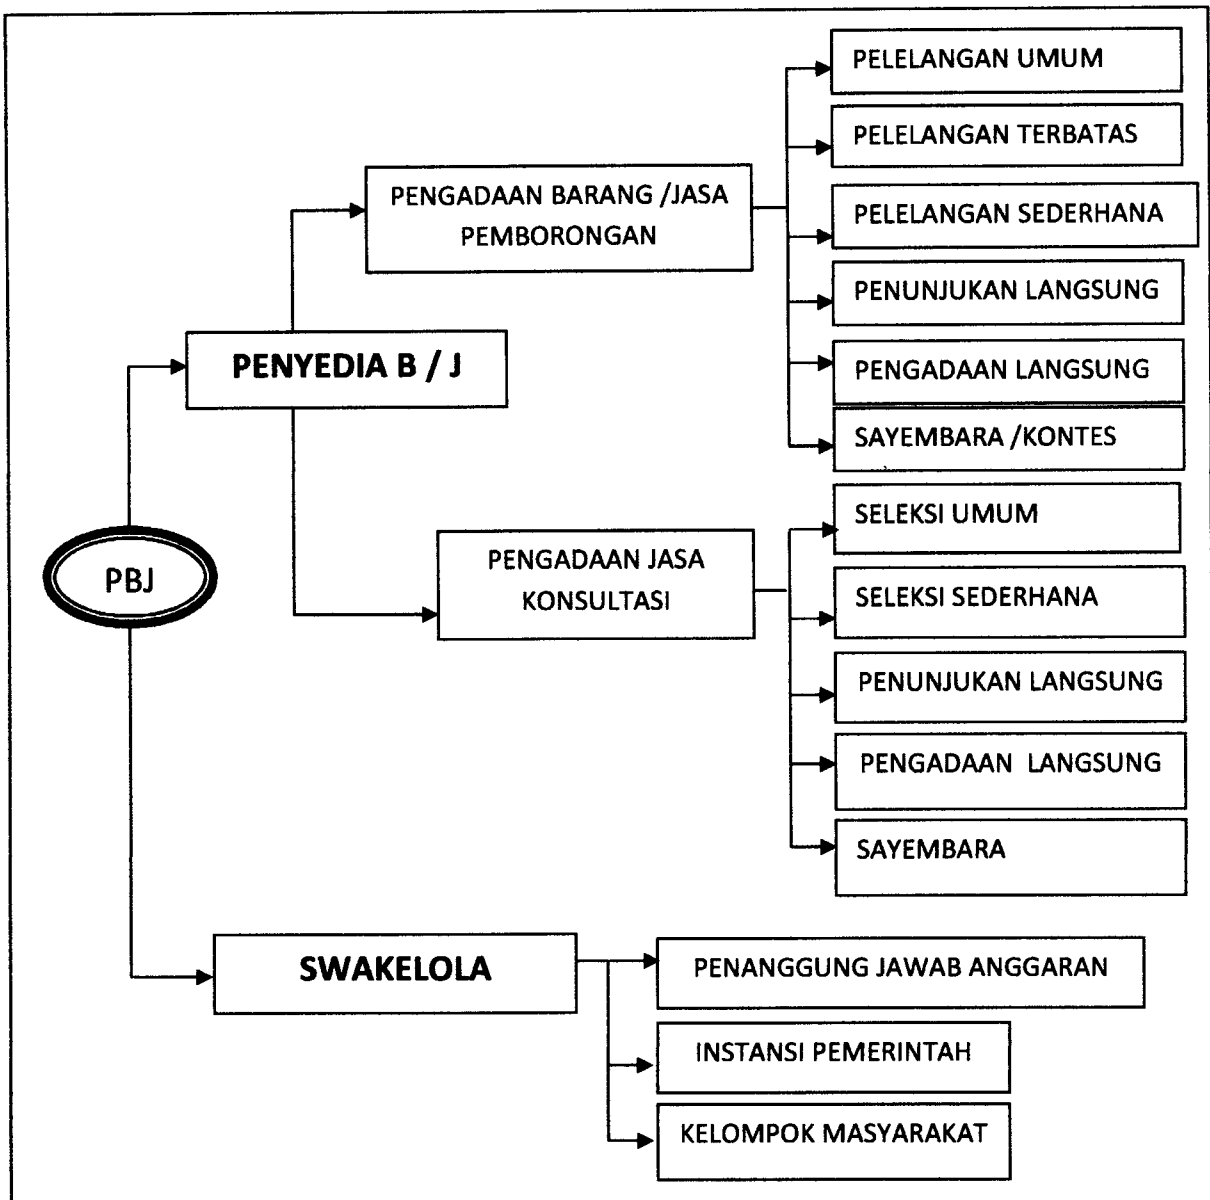 PELELANGAN UMUM
PELELANGAN TERBATAS
PENGADAAN BARANG /JASA
PEMBORONGAN
PELELANGAN SEDERHANA
PENUNJUKAN LANGSUNG
PENYEDIA B / J
PENGADAAN LANGSUNG
SAYEMBARA /KONTES
SELEKSI UMUM
PBJ
PENGADAAN JASA
KONSULTASI
SELEKSI SEDERHANA
PENUNJUKAN LANGSUNG
PENGADAAN LANGSUNG
SAYEMBARA
SWAKELOLA
PENANGGUNG JAWAB ANGGARAN
INSTANSI PEMERINTAH
KELOMPOK MASYARAKAT